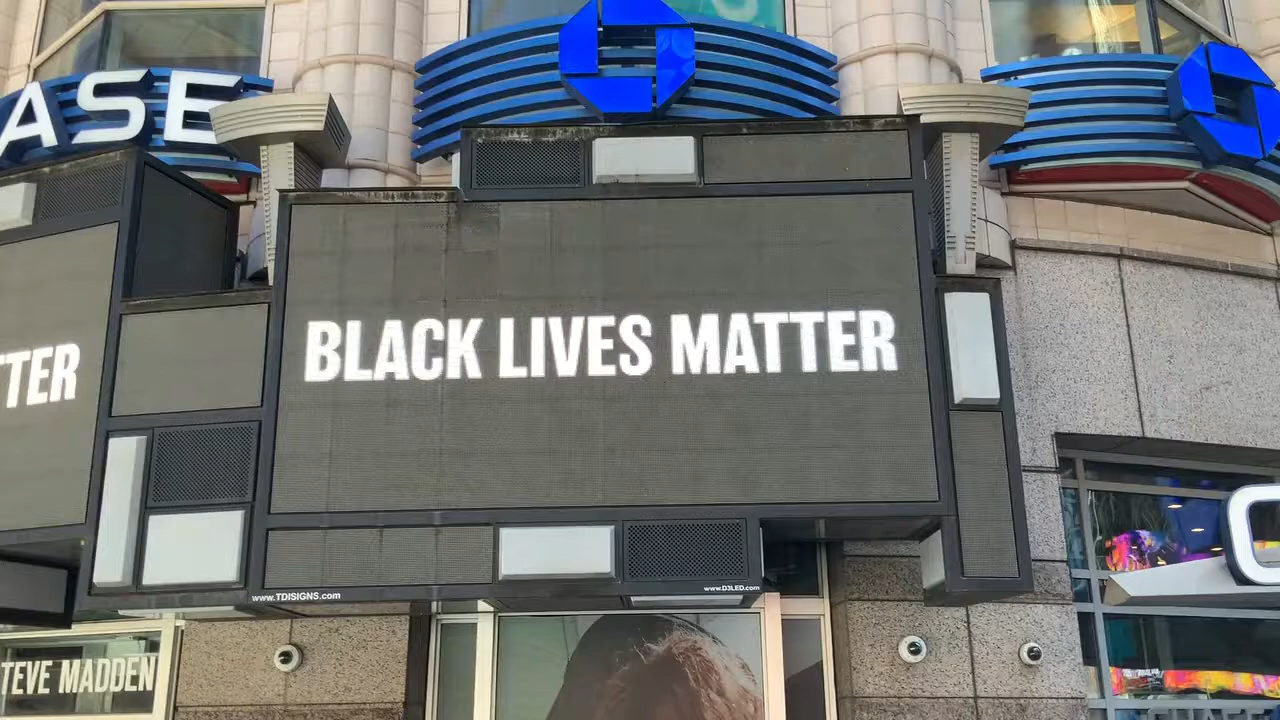 ASE
TTER
BLACK LIVES MATTER
www.TDISIGNS.com
www.D3LED.com
TEVE MADDEN